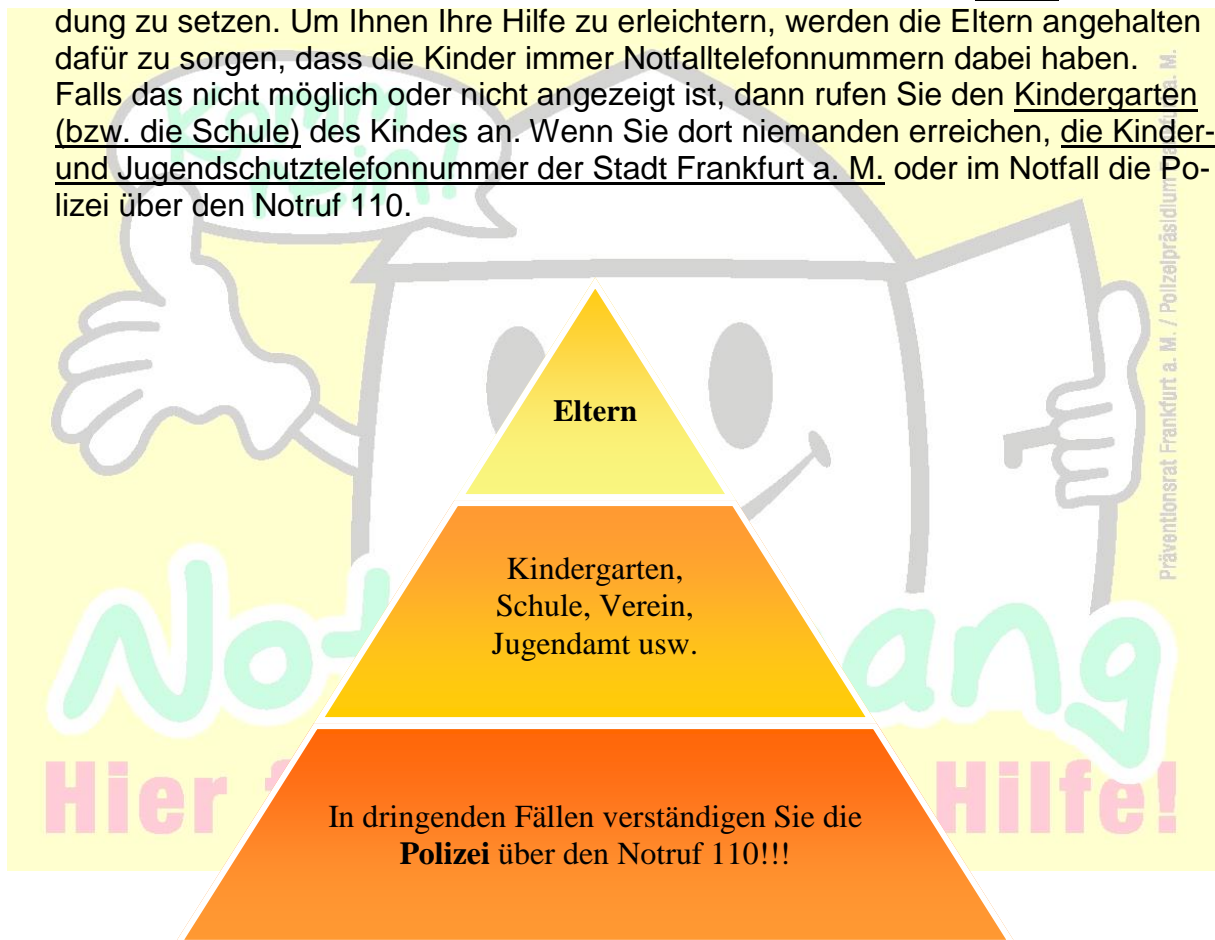 dung zu setzen. Um Ihnen Ihre Hilfe zu erleichtern, werden die Eltern angehalten
dafür zu sorgen, dass die Kinder immer Notfalltelefonnummern dabei haben.
Falls das nicht möglich oder nicht angezeigt ist, dann rufen Sie den Kindergarten
(bzw. die Schule) des Kindes an. Wenn Sie dort niemanden erreichen, die Kinder-
und Jugendschutztelefonnummer der Stadt Frankfurt a. M. oder im Notfall die Po-
lizei über den Notruf 110.
Komm
rein!
Präventionsrat Frankfurt a. M. / Polizeipräsidium Frankfurt a. M.
Eltern
Kindergarten,
Schule, Verein,
Jugendamt usw.
Hier Hilfe!
In dringenden Fällen verständigen Sie die
Polizei über den Notruf 110!!!